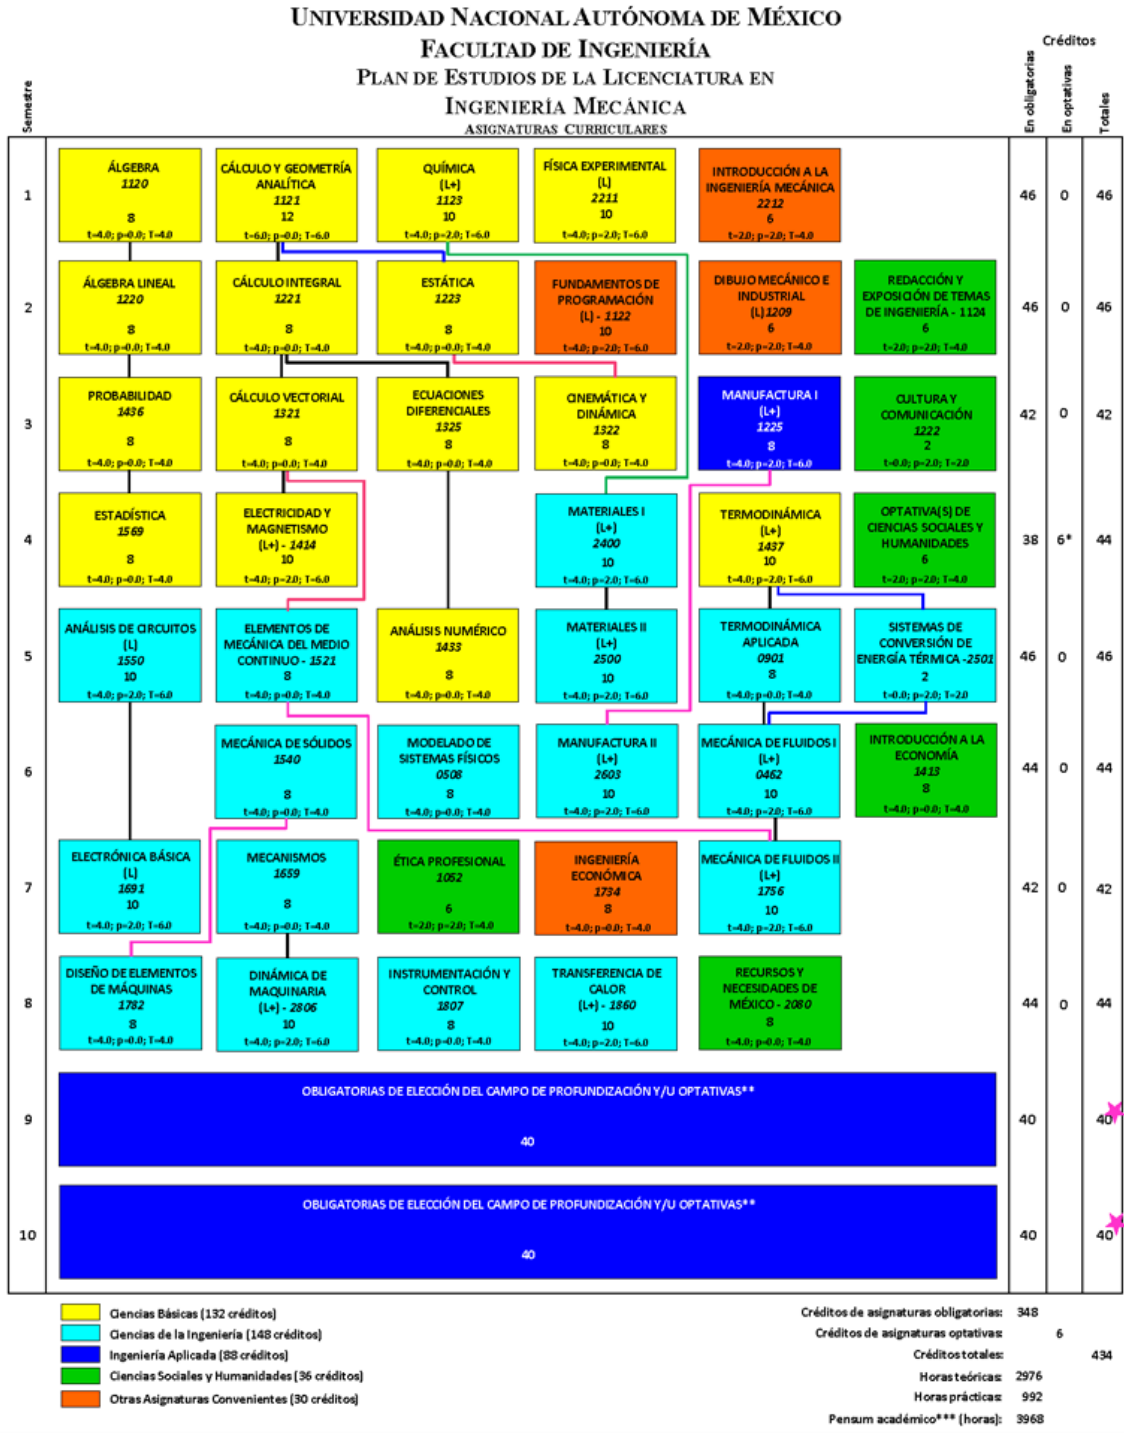 UNIVERSIDAD NACIONAL AUTÓNOMA DE MÉXICO
FACULTAD DE INGENIERÍA
PLAN DE ESTUDIOS DE LA LICENCIATURA EN
INGENIERÍA MECÁNICA
ASIGNATURAS CURRICULARES
Semestre
Créditos
En obligatorias
En optativas
Totales
1
ÁLGEBRA
1120
8
t=4.0; p=0.0; T=4.0
CÁLCULO Y GEOMETRÍA
ANALÍTICA
1121
12
t=6.0; p=0.0; T=6.0
QUÍMICA
(L+)
1123
10
t=4.0; p=2.0; T=6.0
FÍSICA EXPERIMENTAL
(L)
2211
10
t=4.0; p=2.0; T=6.0
INTRODUCCIÓN A LA
INGENIERÍA MECÁNICA
2212
6
t=2.0; p=2.0; T=4.0
46
0
46
2
ÁLGEBRA LINEAL
1220
8
t=4.0; p=0.0; T=4.0
CÁLCULO INTEGRAL
1221
8
t=4.0; p=0.0; T=4.0
ESTÁTICA
1223
8
t=4.0; p=0.0; T=4.0
FUNDAMENTOS DE
PROGRAMACIÓN
(L) - 1122
10
t=4.0; p=2.0; T=6.0
DIBUJO MECÁNICO E
INDUSTRIAL
(L)1209
6
t=2.0; p=2.0; T=4.0
REDACCIÓN Y
EXPOSICIÓN DE TEMAS
DE INGENIERÍA - 1124
6
t=2.0; p=2.0; T=4.0
46
0
46
3
PROBABILIDAD
1436
8
t=4.0; p=0.0; T=4.0
CÁLCULO VECTORIAL
1321
8
t=4.0; p=0.0; T=4.0
ECUACIONES
DIFERENCIALES
1325
8
t=4.0; p=0.0; T=4.0
CINEMÁTICA Y
DINÁMICA
1322
8
t=4.0; p=0.0; T=4.0
MANUFACTURA I
(L+)
1225
8
t=4.0; p=2.0; T=6.0
CULTURA Y
COMUNICACIÓN
1222
2
t=0.0; p=2.0; T=2.0
42
0
42
4
ESTADÍSTICA
1569
8
t=4.0; p=0.0; T=4.0
ELECTRICIDAD Y
MAGNETISMO
(L+) - 1414
10
t=4.0; p=2.0; T=6.0
MATERIALES I
(L+)
2400
10
t=4.0; p=2.0; T=6.0
TERMODINÁMICA
(L+)
1437
10
t=4.0; p=2.0; T=6.0
OPTATIVA(S) DE
CIENCIAS SOCIALES Y
HUMANIDADES
6
t=2.0; p=2.0; T=4.0
38
6*
44
5
ANÁLISIS DE CIRCUITOS
(L)
1550
10
t=4.0; p=2.0; T=6.0
ELEMENTOS DE
MECÁNICA DEL MEDIO
CONTINUO - 1521
8
t=4.0; p=0.0; T=4.0
ANÁLISIS NUMÉRICO
1433
8
t=4.0; p=0.0; T=4.0
MATERIALES II
(L+)
2500
10
t=4.0; p=2.0; T=6.0
TERMODINÁMICA
APLICADA
0901
8
t=4.0; p=0.0; T=4.0
SISTEMAS DE
CONVERSIÓN DE
ENERGÍA TÉRMICA -2501
2
t=0.0; p=2.0; T=2.0
46
0
46
6
MECÁNICA DE SÓLIDOS
1540
8
t=4.0; p=0.0; T=4.0
MODELADO DE
SISTEMAS FÍSICOS
0508
8
t=4.0; p=0.0; T=4.0
MANUFACTURA II
(L+)
2603
10
t=4.0; p=2.0; T=6.0
MECÁNICA DE FLUIDOS I
(L+)
0462
10
t=4.0; p=2.0; T=6.0
INTRODUCCIÓN A LA
ECONOMÍA
1413
8
t=4.0; p=0.0; T=4.0
44
0
44
7
ELECTRÓNICA BÁSICA
(L)
1691
10
t=4.0; p=2.0; T=6.0
MECANISMOS
1659
8
t=4.0; p=0.0; T=4.0
ÉTICA PROFESIONAL
1052
6
t=2.0; p=2.0; T=4.0
INGENIERÍA
ECONÓMICA
1734
8
t=4.0; p=0.0; T=4.0
MECÁNICA DE FLUIDOS II
(L+)
1756
10
t=4.0; p=2.0; T=6.0
42
0
42
8
DISEÑO DE ELEMENTOS
DE MÁQUINAS
1782
8
t=4.0; p=0.0; T=4.0
DINÁMICA DE
MAQUINARIA
(L+) - 2806
10
t=4.0; p=2.0; T=6.0
INSTRUMENTACIÓN Y
CONTROL
1807
8
t=4.0; p=0.0; T=4.0
TRANSFERENCIA DE
CALOR
(L+) - 1860
10
t=4.0; p=2.0; T=6.0
RECURSOS Y
NECESIDADES DE
MÉXICO - 2080
8
t=4.0; p=0.0; T=4.0
44
0
44
9
OBLIGATORIAS DE ELECCIÓN DEL CAMPO DE PROFUNDIZACIÓN Y/U OPTATIVAS**
40
40
40
10
OBLIGATORIAS DE ELECCIÓN DEL CAMPO DE PROFUNDIZACIÓN Y/U OPTATIVAS**
40
40
40
Ciencias Básicas (132 créditos)
Ciencias de la Ingeniería (148 créditos)
Ingeniería Aplicada (88 créditos)
Ciencias Sociales y Humanidades (36 créditos)
Otras Asignaturas Convenientes (30 créditos)
Créditos de asignaturas obligatorias: 348
Créditos de asignaturas optativas: 6
Créditos totales: 434
Horas teóricas: 2976
Horas prácticas: 992
Pensum académico*** (horas): 3968